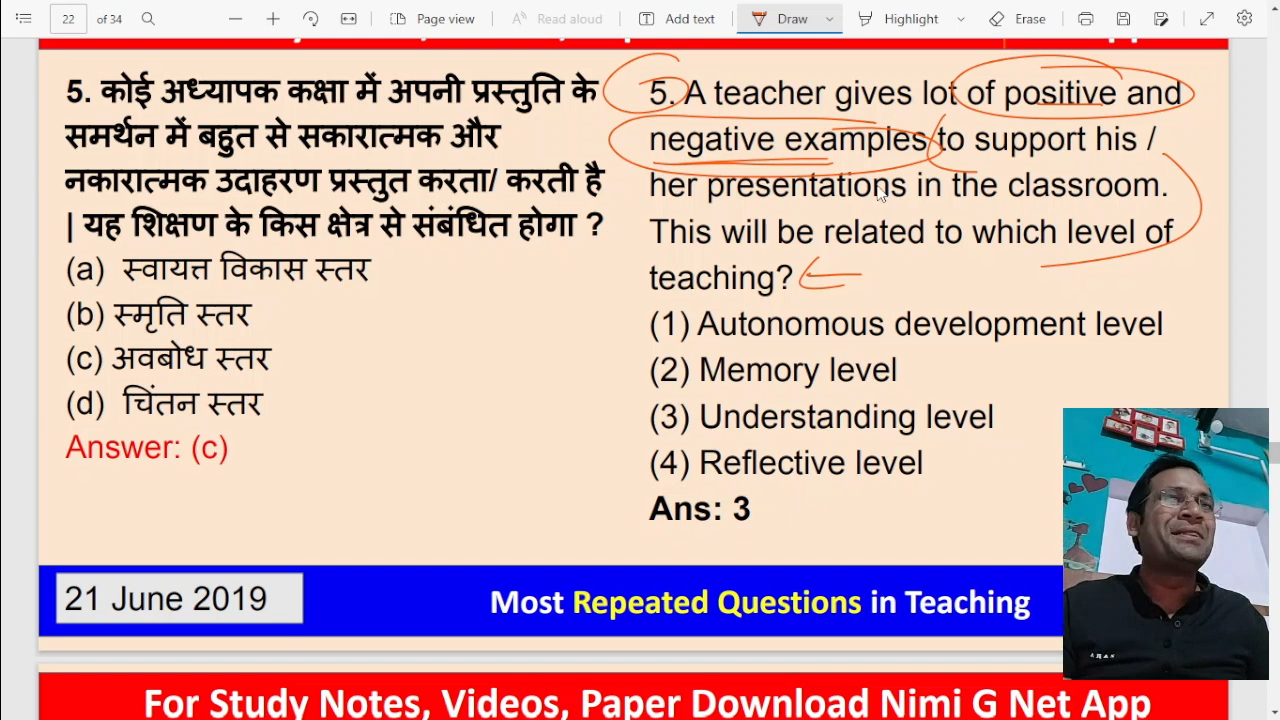 22 of 34
Page view
Read aloud
Add text
Draw
Highlight
Erase
5. कोई अध्यापक कक्षा में अपनी प्रस्तुति के
समर्थन में बहुत से सकारात्मक और
नकारात्मक उदाहरण प्रस्तुत करता/ करती है
| यह शिक्षण के किस क्षेत्र से संबंधित होगा ?
(a) स्वायत्त विकास स्तर
(b) स्मृति स्तर
(c) अवबोध स्तर
(d) चिंतन स्तर
Answer: (c)
5. A teacher gives lot of positive and
negative examples to support his /
her presentations in the classroom.
This will be related to which level of
teaching?
(1) Autonomous development level
(2) Memory level
(3) Understanding level
(4) Reflective level
Ans: 3
21 June 2019
Most Repeated Questions in Teaching
For Study Notes, Videos, Paper Download Nimi G Net App